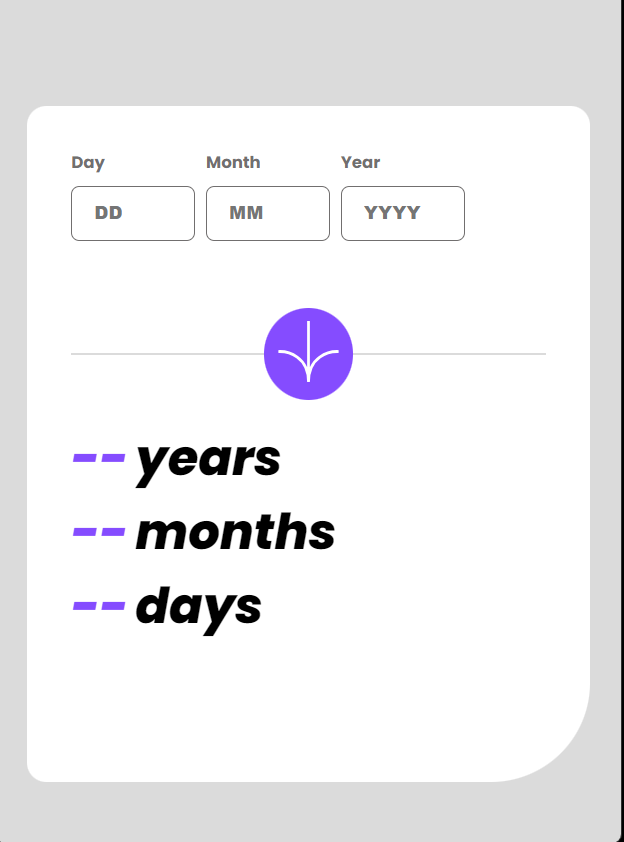 Day Month Year
DD MM YYYY
-- years
-- months
-- days